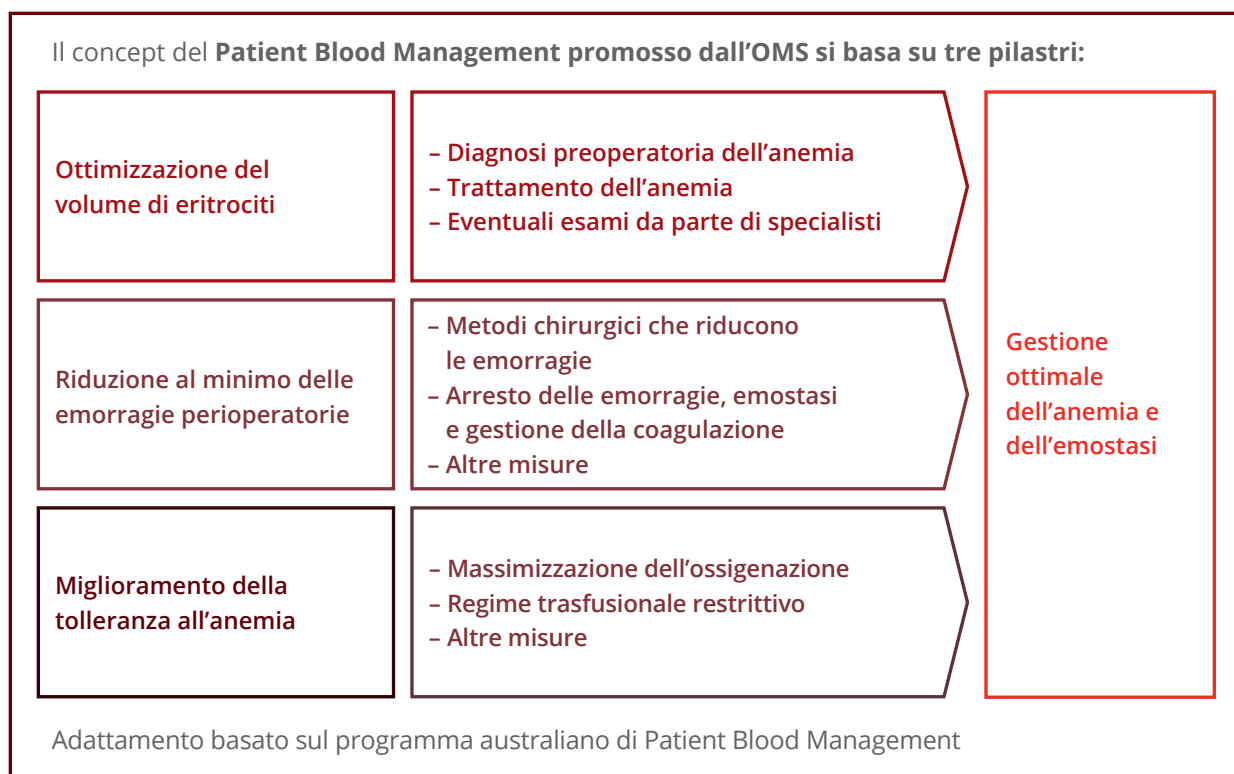 Il concept del Patient Blood Management promosso dall’OMS si basa su tre pilastri:
Ottimizzazione del
volume di eritrociti
– Diagnosi preoperatoria dell’anemia
– Trattamento dell’anemia
– Eventuali esami da parte di specialisti
Riduzione al minimo delle
emorragie perioperatorie
– Metodi chirurgici che riducono
le emorragie
– Arresto delle emorragie, emostasi
e gestione della coagulazione
– Altre misure
Miglioramento della
tolleranza all’anemia
– Massimizzazione dell’ossigenazione
– Regime trasfusionale restrittivo
– Altre misure
Gestione
ottimale
dell’anemia e
dell’emostasi
Adattamento basato sul programma australiano di Patient Blood Management